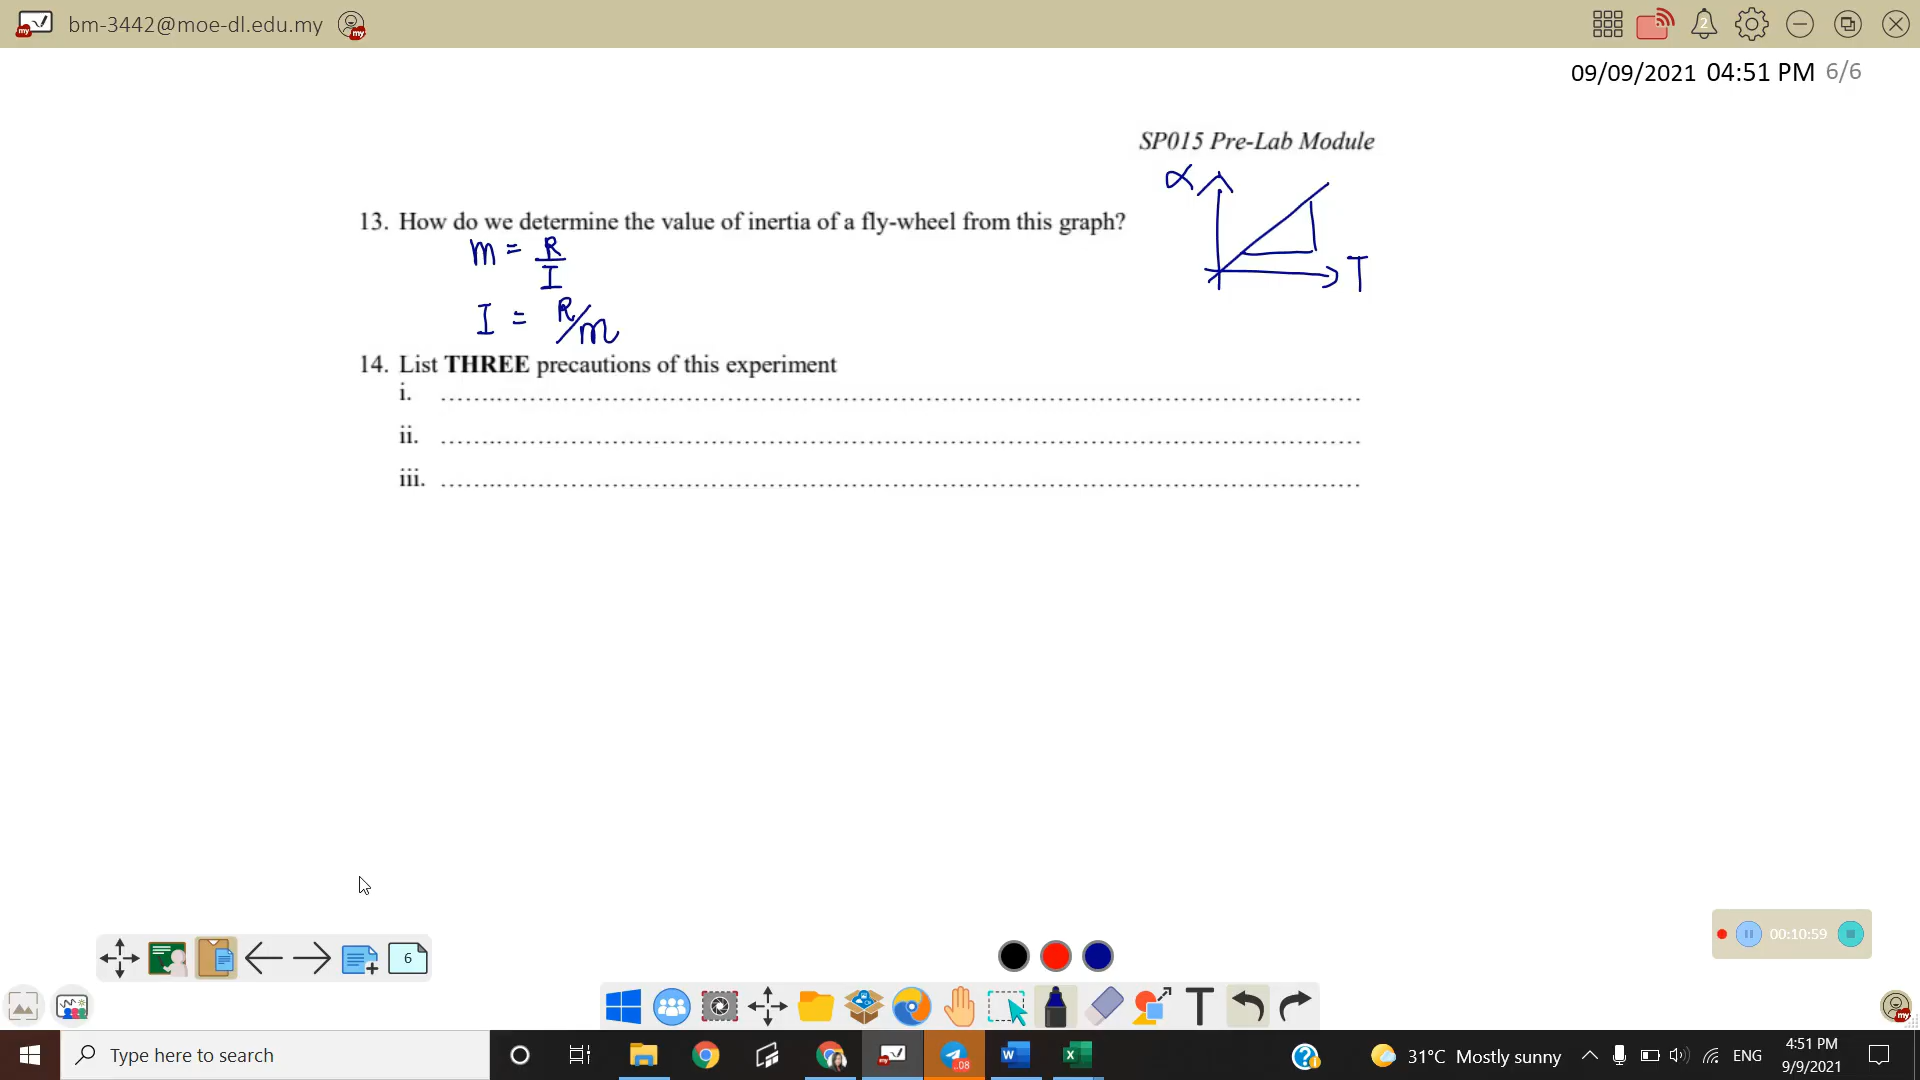 bm-3442@moe-dl.edu.my
2
09/09/2021 04:51 PM 6/6
SP015 Pre-Lab Module
α
13. How do we determine the value of inertia of a fly-wheel from this graph?
m = R/I
T
I = R/m
14. List THREE precautions of this experiment
i. ................................................................
ii. ................................................................
iii. ................................................................
00:10:59
6
T
Type here to search
31°C Mostly sunny
ENG
4:51 PM
9/9/2021